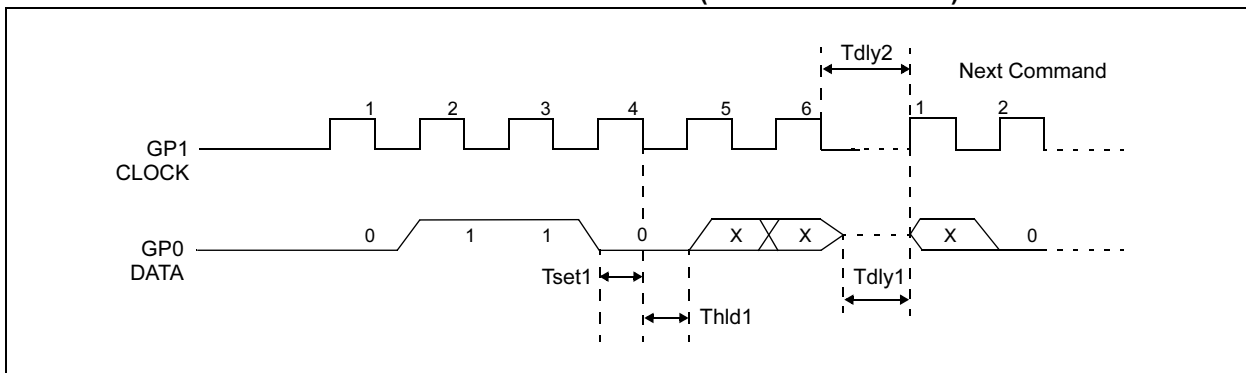 Tdly2
Next Command
1 2 3 4 5 6 1 2
GP1
CLOCK
0 1 1 0 X X X 0
GP0
DATA
Tset1
Tdly1
Thld1